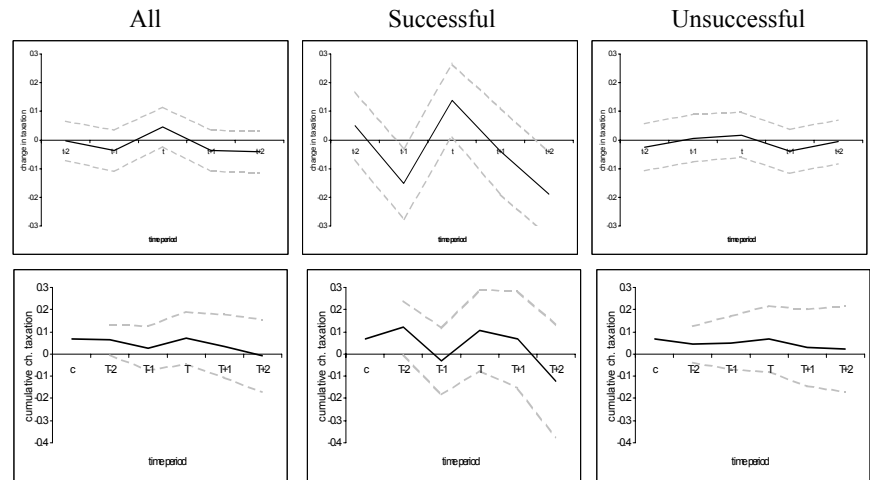 All
Successful
Unsuccessful
0.3
0.2
0.1
0
-0.1
-0.2
-0.3
change in taxation
t-2 t-1 t t+1 t+2
time period
0.3
0.2
0.1
0
-0.1
-0.2
-0.3
change in taxation
t-2 t-1 t t+1 t+2
time period
0.3
0.2
0.1
0
-0.1
-0.2
-0.3
change in taxation
t-2 t-1 t t+1 t+2
time period
0.3
0.2
0.1
0
-0.1
-0.2
-0.3
-0.4
cumulative ch. taxation
c T-2 T-1 T T+1 T+2
time period
0.3
0.2
0.1
0
-0.1
-0.2
-0.3
-0.4
cumulative ch. taxation
c T-2 T-1 T T+1 T+2
time period
0.3
0.2
0.1
0
-0.1
-0.2
-0.3
-0.4
cumulative ch. taxation
c T-2 T-1 T T+1 T+2
time period